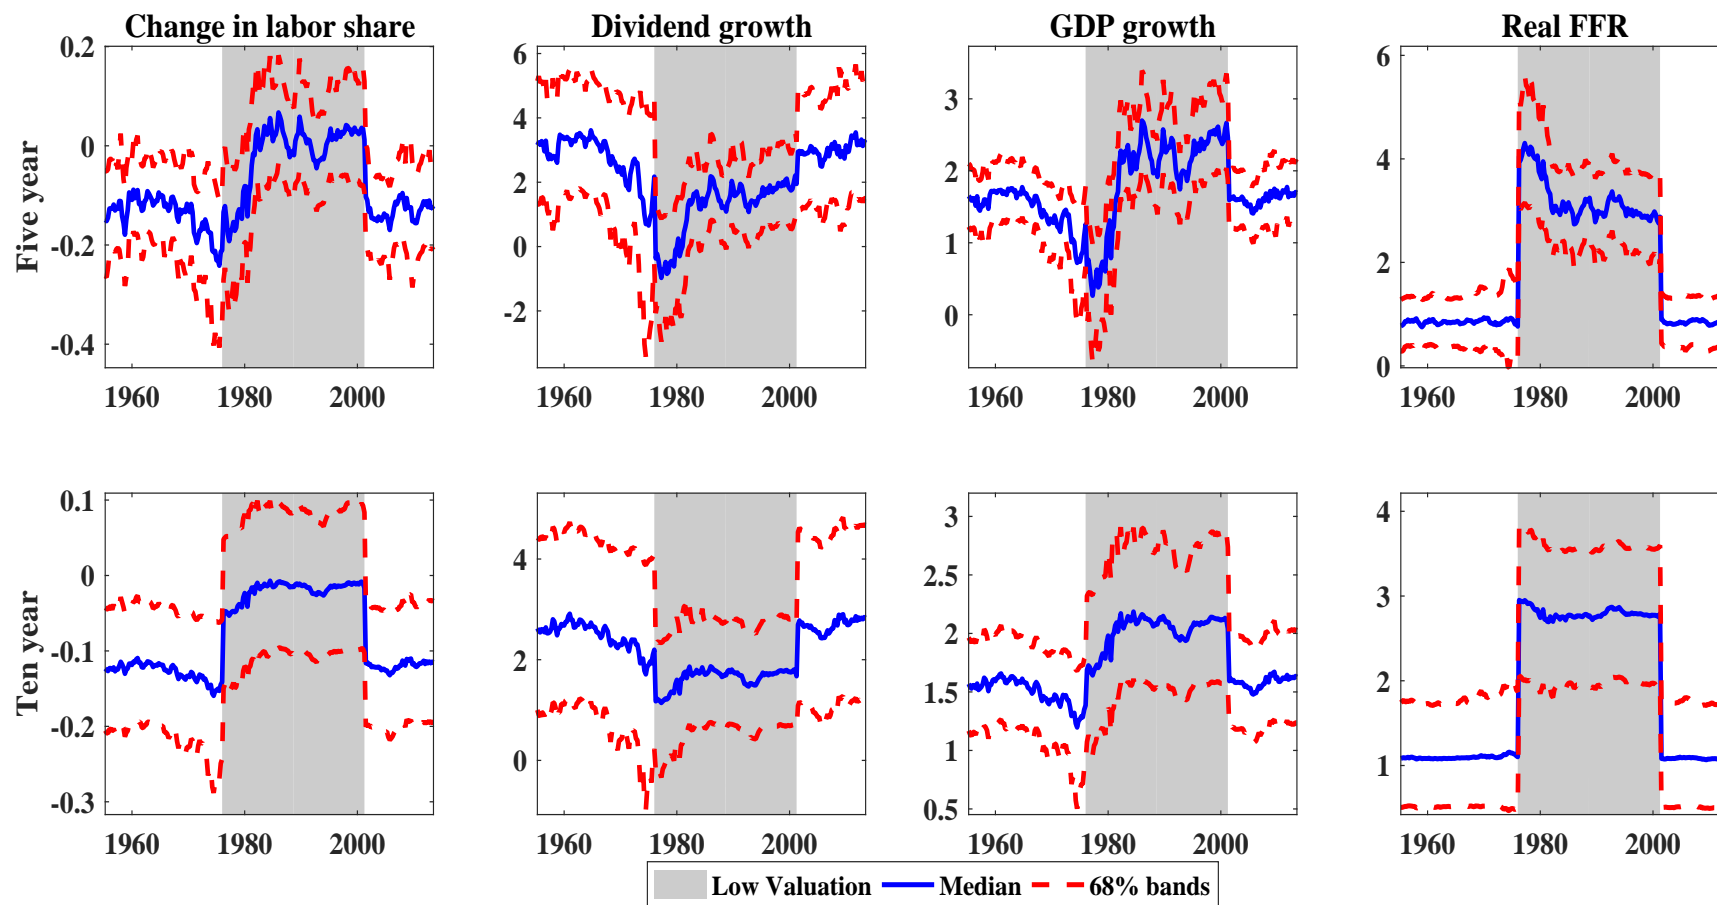 Change in labor share
Dividend growth
GDP growth
Real FFR
Five year
0.2
0
-0.2
-0.4
1960 1980 2000
6
4
2
0
-2
1960 1980 2000
3
2
1
0
1960 1980 2000
6
4
2
0
1960 1980 2000
Ten year
0.1
0
-0.1
-0.2
-0.3
1960 1980 2000
4
2
0
1960 1980 2000
3
2.5
2
1.5
1
0.5
1960 1980 2000
4
3
2
1
1960 1980 2000
Low Valuation Median 68% bands